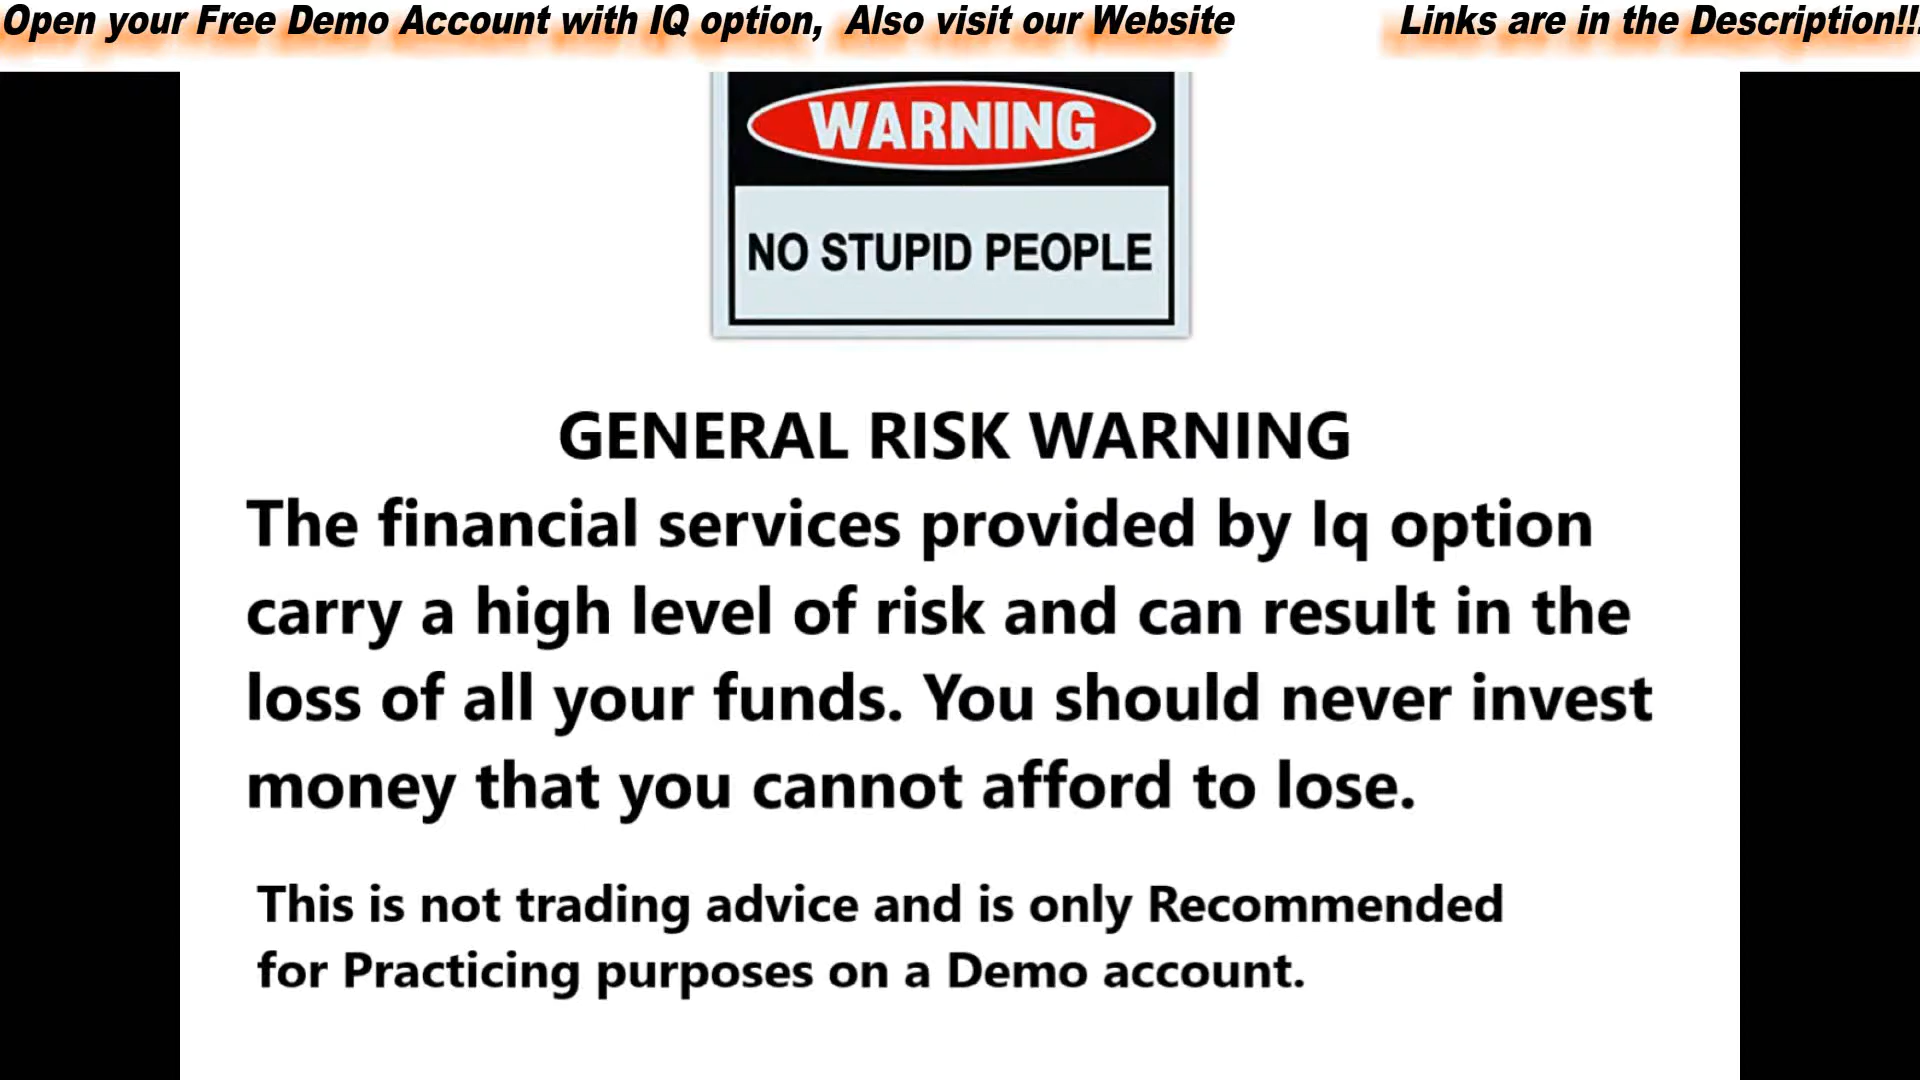 Open your Free Demo Account with IQ option, Also visit our Website Links are in the Description!!!
WARNING
NO STUPID PEOPLE
GENERAL RISK WARNING
The financial services provided by Iq option
carry a high level of risk and can result in the
loss of all your funds. You should never invest
money that you cannot afford to lose.
This is not trading advice and is only Recommended
for Practicing purposes on a Demo account.